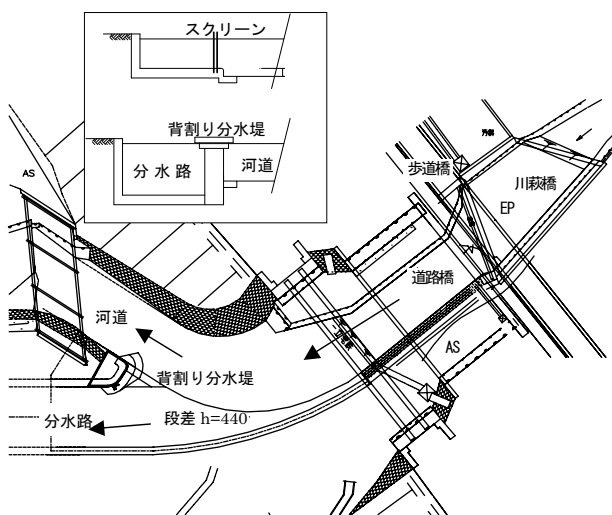 スクリーン
背割り分水堤
分水路
河道
AS
歩道橋
川萩橋
EP
道路橋
河道
AS
背割り分水堤
分水路
段差 h=440